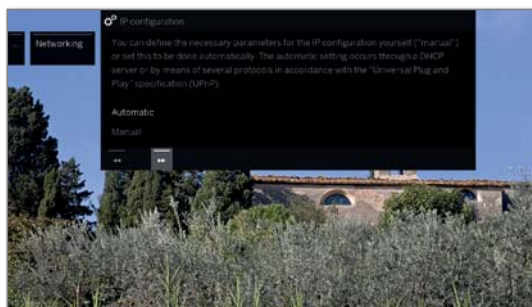 IP configuration
...
Networking
You can define the necessary parameters for the IP configuration yourself ("manual")
or set this to be done automatically. The automatic setting occurs through a DHCP
server or by means of several protocols in accordance with the "Universal Plug and
Play" specification (UPnP).
Automatic
Manual